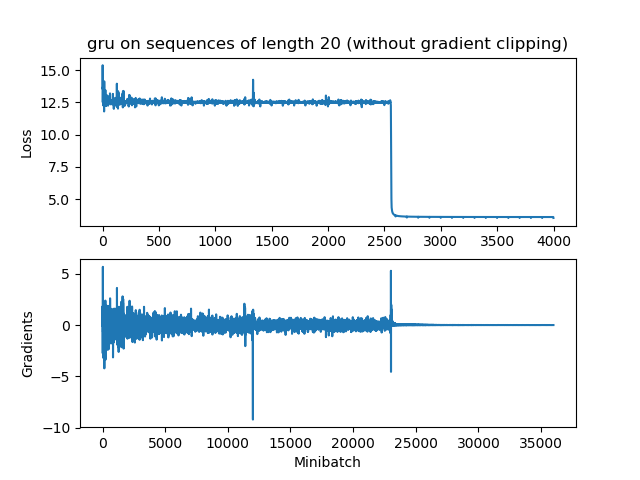 gru on sequences of length 20 (without gradient clipping)
15.0
12.5
10.0
7.5
5.0
Loss
0 500 1000 1500 2000 2500 3000 3500 4000
5
0
−5
−10
Gradients
0 5000 10000 15000 20000 25000 30000 35000
Minibatch